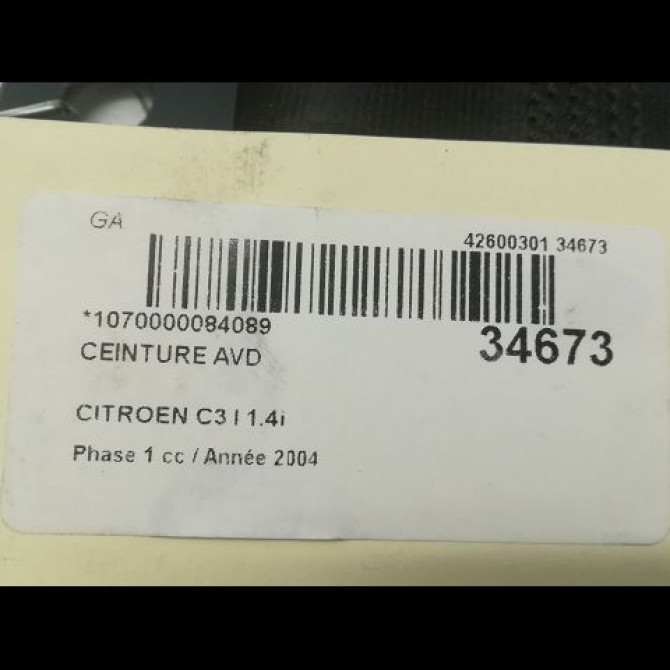 GA
42600301 34673
*1070000084089
34673
CEINTURE AVD
CITROEN C3 I 1.4i
Phase 1 cc / Année 2004